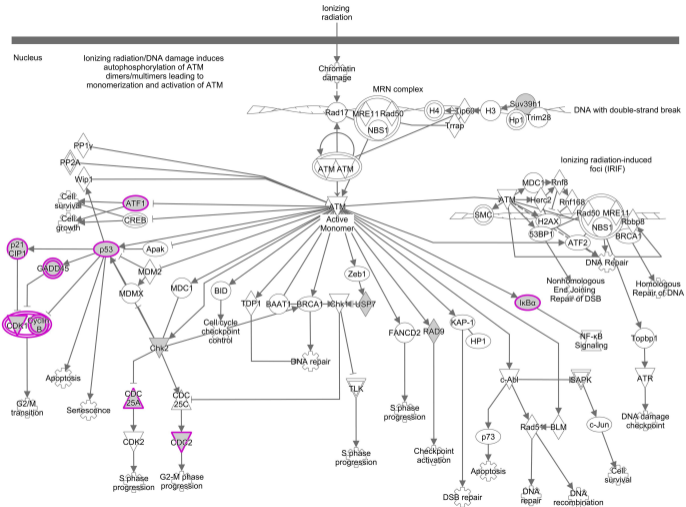 Ionizing
radiation
Nucleus
Ionizing radiation/DNA damage induces
autophosphorylation of ATM
dimers/multimers leading to
monomerization and activation of ATM
Chromatin
damage
MRN complex
Rad17
MRE11 Rad50
NBS1
H4
Tip60
H3
Suv39h1
Hp1
Trim28
Trrap
DNA with double-strand break
ATM ATM
PP1γ
PP2A
Wip1
Cell
survival
ATF1
Cell
growth
CREB
ATM
Active
Monomer
Ionizing radiation-induced
foci (IRIF)
MDC1
Rnf8
ATM
Herc2
Rnf168
SMC
H2AX
Rad50 MRE11
Rbbp8
53BP1
NBS1
BRCA1
ATF2
DNA Repair
Nonhomologous
End Joining
Repair of DSB
Homologous
Repair of DNA
p21
CIP1
p53
Apak
GADD45
MDM2
MDMX
MDC1
BID
Zeb1
TDP1
BAAT1
BRCA1
Chk1
USP7
IκBα
CDK1
Cyclin
B
Cell cycle
checkpoint
control
FANCD2
RAD9
KAP-1
HP1
NF-κB
Signaling
Topbp1
Chk2
DNA repair
Apoptosis
TLK
c-Abl
SAPK
ATR
G2/M
transition
Senescence
CDC
25A
CDC
25C
S phase
progression
Rad51
BLM
c-Jun
DNA damage
checkpoint
CDK2
CDC2
p73
S phase
progression
G2-M phase
progression
S phase
progression
Checkpoint
activation
DSB repair
Apoptosis
DNA
repair
DNA
recombination
Cell
survival